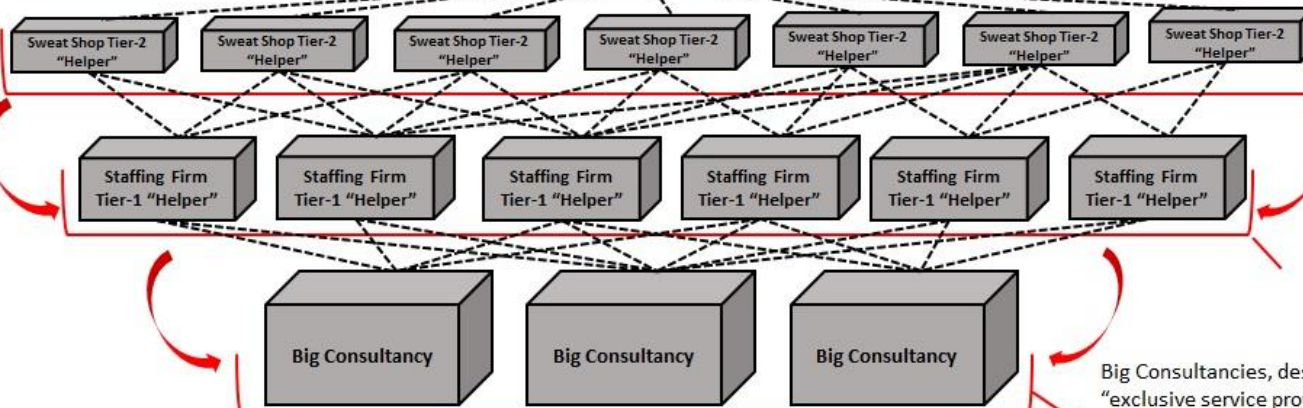 Sweat Shop Tier-2
“Helper”
Sweat Shop Tier-2
“Helper”
Sweat Shop Tier-2
“Helper”
Sweat Shop Tier-2
“Helper”
Sweat Shop Tier-2
“Helper”
Sweat Shop Tier-2
“Helper”
Sweat Shop Tier-2
“Helper”
Staffing Firm
Tier-1 “Helper”
Staffing Firm
Tier-1 “Helper”
Staffing Firm
Tier-1 “Helper”
Staffing Firm
Tier-1 “Helper”
Staffing Firm
Tier-1 “Helper”
Staffing Firm
Tier-1 “Helper”
Big Consultancy
Big Consultancy
Big Consultancy
Big Consultancies, des
“exclusive service pro